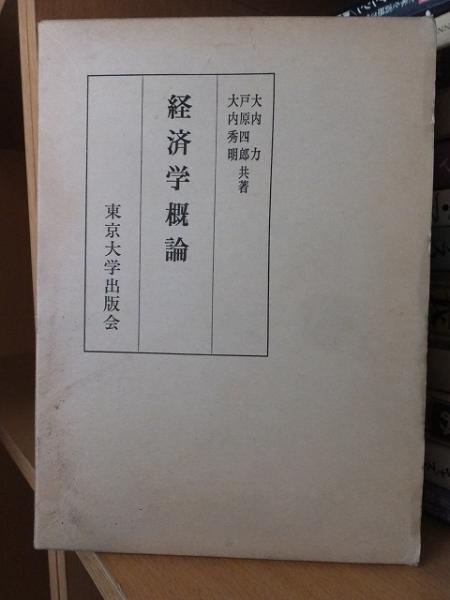 大内 力
戸原四郎 共著
大内秀明
経済学概論
東京大学出版会